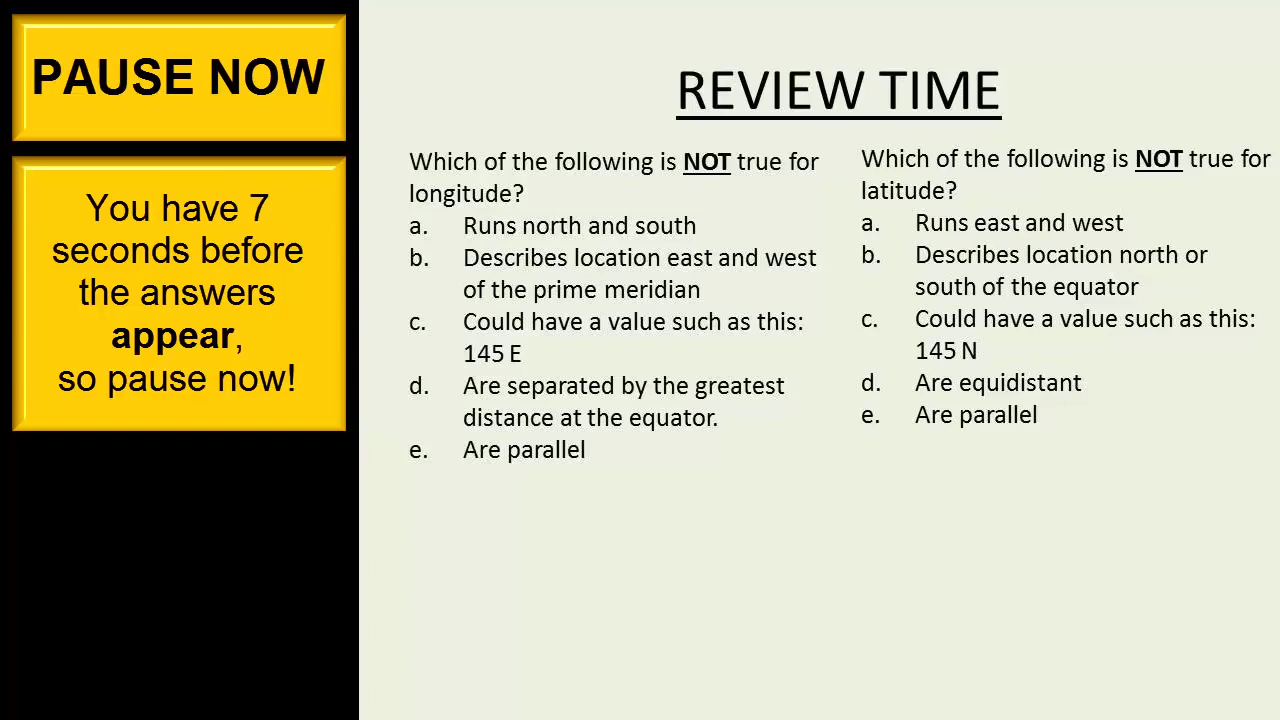 PAUSE NOW
You have 7
seconds before
the answers
appear,
so pause now!
REVIEW TIME
Which of the following is NOT true for
longitude?
a. Runs north and south
b. Describes location east and west
of the prime meridian
c. Could have a value such as this:
145 E
d. Are separated by the greatest
distance at the equator.
e. Are parallel
Which of the following is NOT true for
latitude?
a. Runs east and west
b. Describes location north or
south of the equator
c. Could have a value such as this:
145 N
d. Are equidistant
e. Are parallel